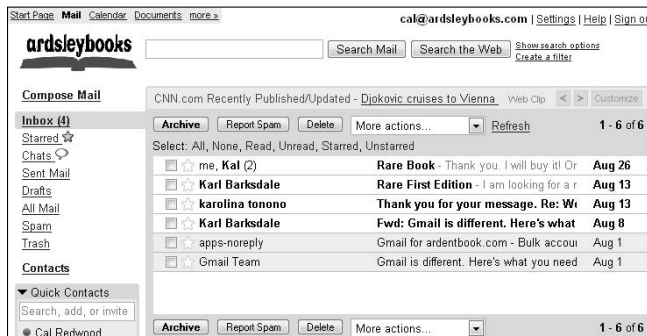 Start Page Mail Calendar Documents more »
cal@ardsleybooks.com | Settings | Help | Sign ou
ardsleybooks
Search Mail Search the Web Show search options
Create a filter
Compose Mail
CNN.com Recently Published/Updated - Djokovic cruises to Vienna Web Clip < > Customize
Inbox (4)
Starred
Chats
Sent Mail
Drafts
All Mail
Spam
Trash
Contacts
Quick Contacts
Search, add, or invite
Cal Redwood
Archive Report Spam Delete More actions... Refresh 1 - 6 of 6
Select: All, None, Read, Unread, Starred, Unstarred
me, Kal (2) Rare Book - Thank you. I will buy it! Or Aug 26
Karl Barksdale Rare First Edition - I am looking for a r Aug 13
karolina tonono Thank you for your message. Re: We Aug 13
Karl Barksdale Fwd: Gmail is different. Here's what Aug 8
apps-noreply Gmail for ardentbook.com - Bulk accou Aug 1
Gmail Team Gmail is different. Here's what you need Aug 1
Archive Report Spam Delete More actions... 1 - 6 of 6